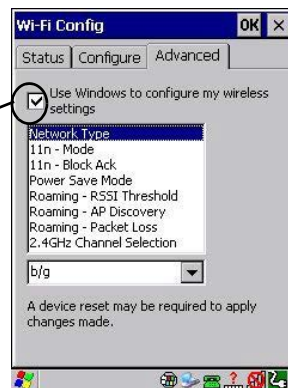 Wi-Fi Config OK ×
Status Configure Advanced
Use Windows to configure my wireless
settings
Network Type
11n - Mode
11n - Block Ack
Power Save Mode
Roaming - RSSI Threshold
Roaming - AP Discovery
Roaming - Packet Loss
2.4GHz Channel Selection
b/g
A device reset may be required to apply
changes made.